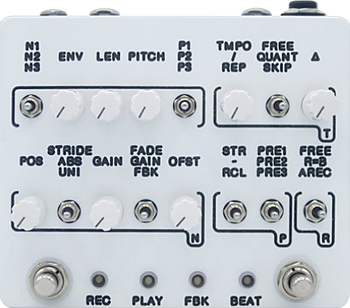 N1
N2
N3
ENV LEN PITCH
P1
P2
P3
TMPO
/
REP
FREE
QUANT
SKIP
Δ
T
POS
STRIDE
ABS
UNI
GAIN
FADE
GAIN
FBK
OFST
N
STR
-
RCL
PRE1
PRE2
PRE3
P
FREE
R=B
AREC
R
REC PLAY FBK BEAT